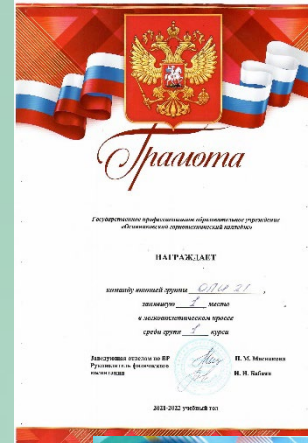 Грамота
Государственное профессиональное образовательное учреждение
«Осинниковский горнотехнический колледж»
НАГРАЖДАЕТ
команду юношей группы ОПИ 21,
занявшую 1 место
в легкоатлетическом кроссе
среди групп 1 курса
Заведующая отделом по ВР
Руководитель физического
воспитания
2021-2022 учебный год